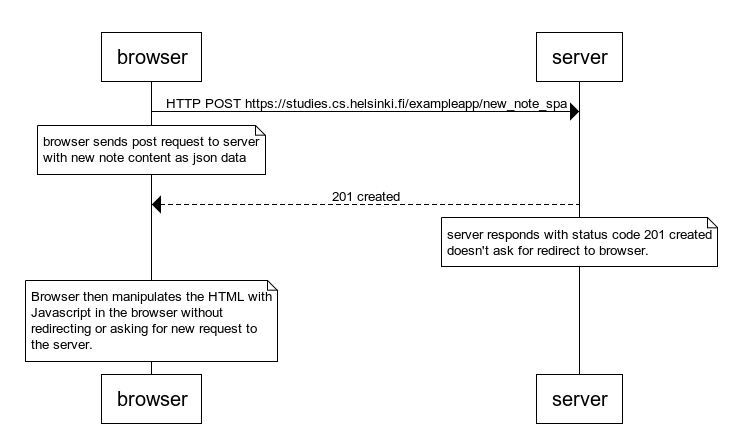 browser
server
HTTP POST https://studies.cs.helsinki.fi/exampleapp/new_note_spa
browser sends post request to server
with new note content as json data
201 created
server responds with status code 201 created
doesn't ask for redirect to browser.
Browser then manipulates the HTML with
Javascript in the browser without
redirecting or asking for new request to
the server.
browser
server